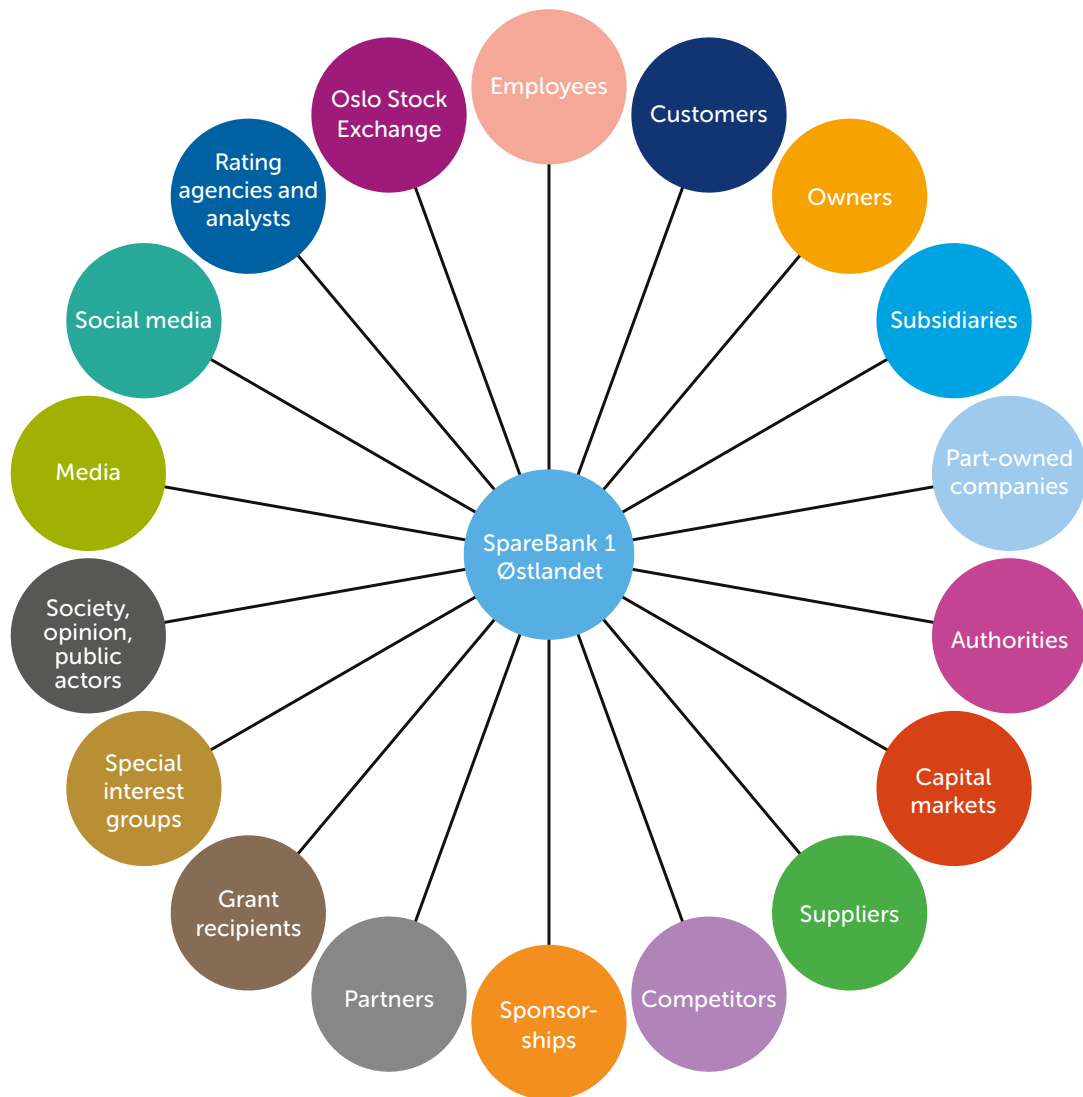 Employees
Customers
Owners
Subsidiaries
Part-owned
companies
Authorities
Capital
markets
Suppliers
Competitors
Sponsor-
ships
Partners
Grant
recipients
Special
interest
groups
Society,
opinion,
public
actors
Media
Social media
Rating
agencies and
analysts
Oslo Stock
Exchange
SpareBank 1
Østlandet